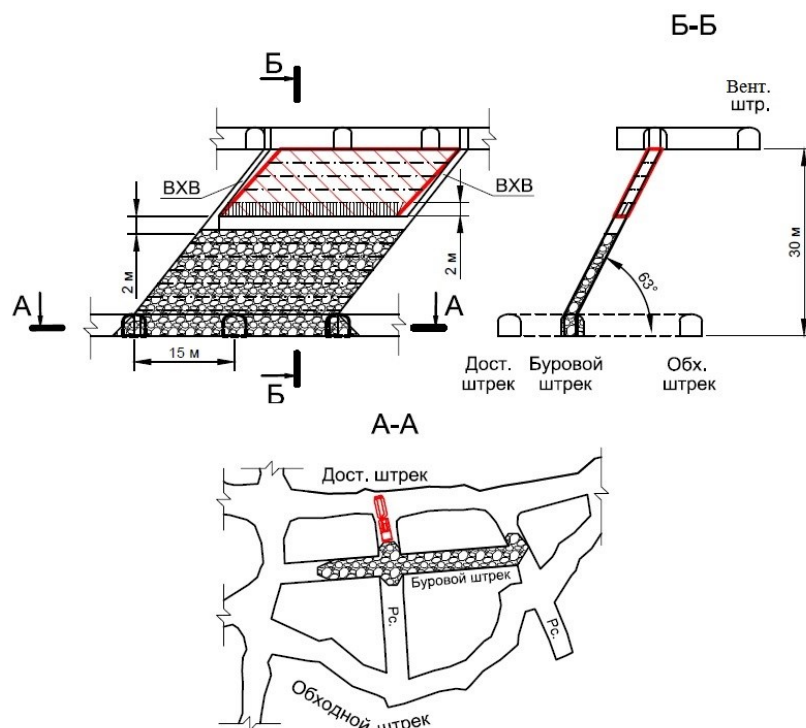 Б-Б
Б
Вент.
штр.
ВХВ
ВХВ
2 м
2 м
30 м
63°
А
А
15 м
Б
Дост.
штрек
Буровой
штрек
Обх.
штрек
А-А
Дост. штрек
Буровой штрек
Рс.
Рс.
Обходной штрек